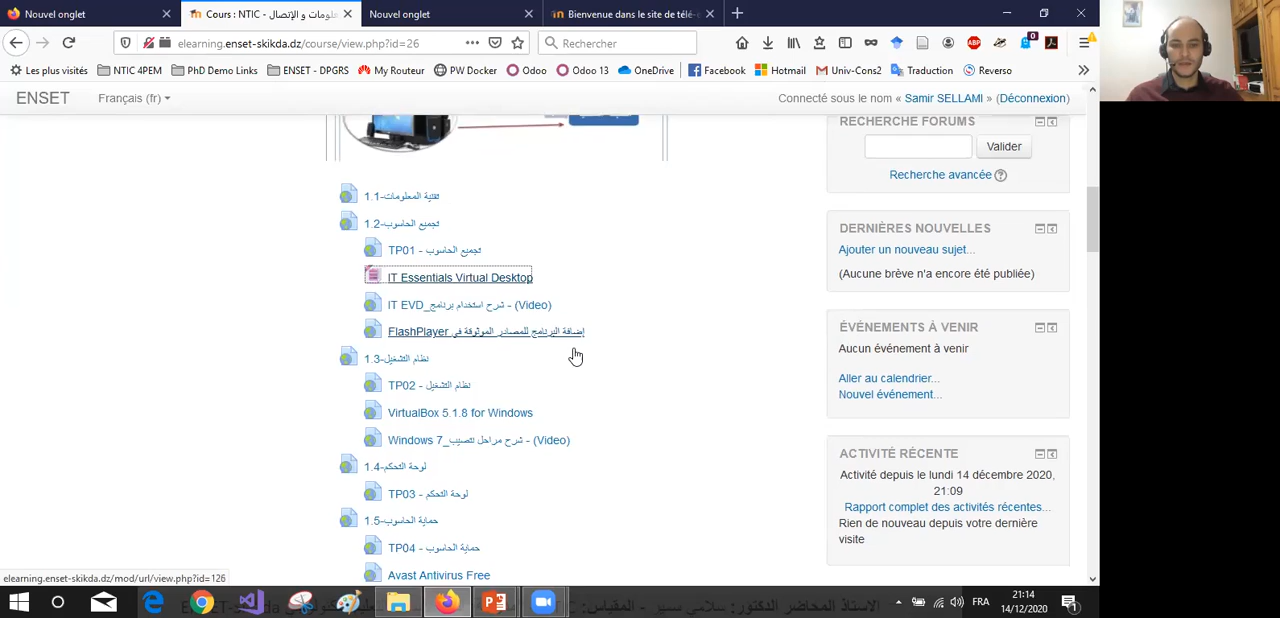 Nouvel onglet
Cours : NTIC - علومات و الإتصال
Nouvel onglet
Bienvenue dans le site de télé-
elearning.enset-skikda.dz/course/view.php?id=26
Rechercher
Les plus visités
NTIC 4PEM
PhD Demo Links
ENSET - DPGRS
My Routeur
PW Docker
Odoo
Odoo 13
OneDrive
Facebook
Hotmail
Univ-Cons2
Traduction
Reverso
ENSET
Français (fr)
Connecté sous le nom « Samir SELLAMI » (Déconnexion)
RECHERCHE FORUMS
Valider
Recherche avancée
1.1-تقنية المعلومات
1.2-تجميع الحاسوب
TP01 - تجميع الحاسوب
IT Essentials Virtual Desktop
IT EVD_شرح استخدام برنامج - (Video)
إضافة البرنامج للمصادر الموثوقة في FlashPlayer
1.3-نظام التشغيل
TP02 - نظام التشغيل
VirtualBox 5.1.8 for Windows
Windows 7_شرح مراحل تتصيب - (Video)
1.4-لوحة التحكم
TP03 - لوحة التحكم
1.5-حماية الحاسوب
TP04 - حماية الحاسوب
Avast Antivirus Free
DERNIÈRES NOUVELLES
Ajouter un nouveau sujet...
(Aucune brève n'a encore été publiée)
ÉVÉNEMENTS À VENIR
Aucun événement à venir
Aller au calendrier...
Nouvel événement...
ACTIVITÉ RÉCENTE
Activité depuis le lundi 14 décembre 2020,
21:09
Rapport complet des activités récentes...
Rien de nouveau depuis votre dernière
visite
elearning.enset-skikda.dz/mod/url/view.php?id=126
الاستاذ المحاضر الدكتور: سلامي سمير - المقياس:
FRA
21:14
14/12/2020